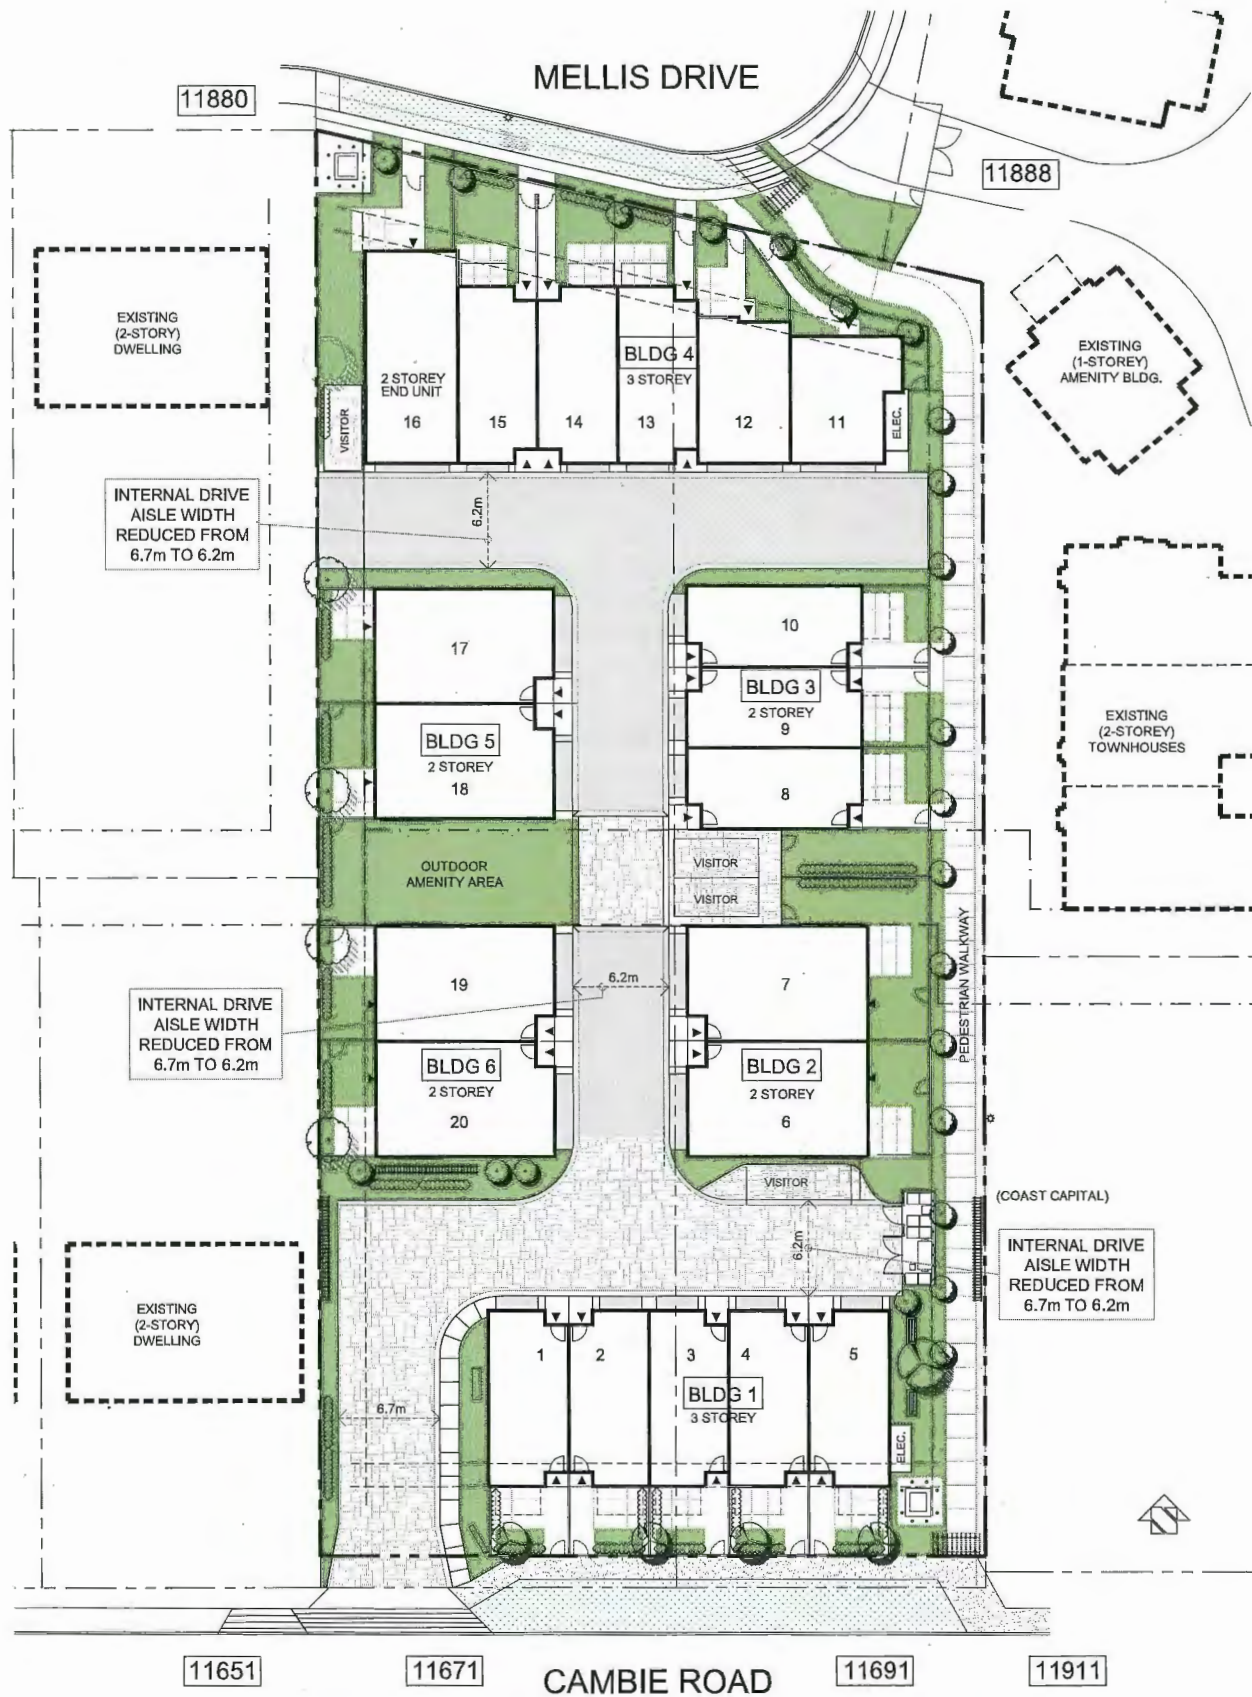 MELLIS DRIVE
11880
11888
EXISTING
(2-STORY)
DWELLING
EXISTING
(1-STOREY)
AMENITY BLDG.
BLDG 4
3 STOREY
2 STOREY
END UNIT
16
15
14
13
12
11
VISITOR
ELEC.
INTERNAL DRIVE
AISLE WIDTH
REDUCED FROM
6.7m TO 6.2m
6.2m
17
10
BLDG 3
2 STOREY
9
BLDG 5
2 STOREY
18
8
EXISTING
(2-STOREY)
TOWNHOUSES
OUTDOOR
AMENITY AREA
VISITOR
VISITOR
PEDESTRIAN WALKWAY
19
6.2m
7
INTERNAL DRIVE
AISLE WIDTH
REDUCED FROM
6.7m TO 6.2m
BLDG 6
2 STOREY
20
BLDG 2
2 STOREY
6
VISITOR
(COAST CAPITAL)
6.2m
INTERNAL DRIVE
AISLE WIDTH
REDUCED FROM
6.7m TO 6.2m
EXISTING
(2-STORY)
DWELLING
1
2
3
4
5
BLDG 1
3 STOREY
6.7m
ELEC.
N
11651
11671
CAMBIE ROAD
11691
11911